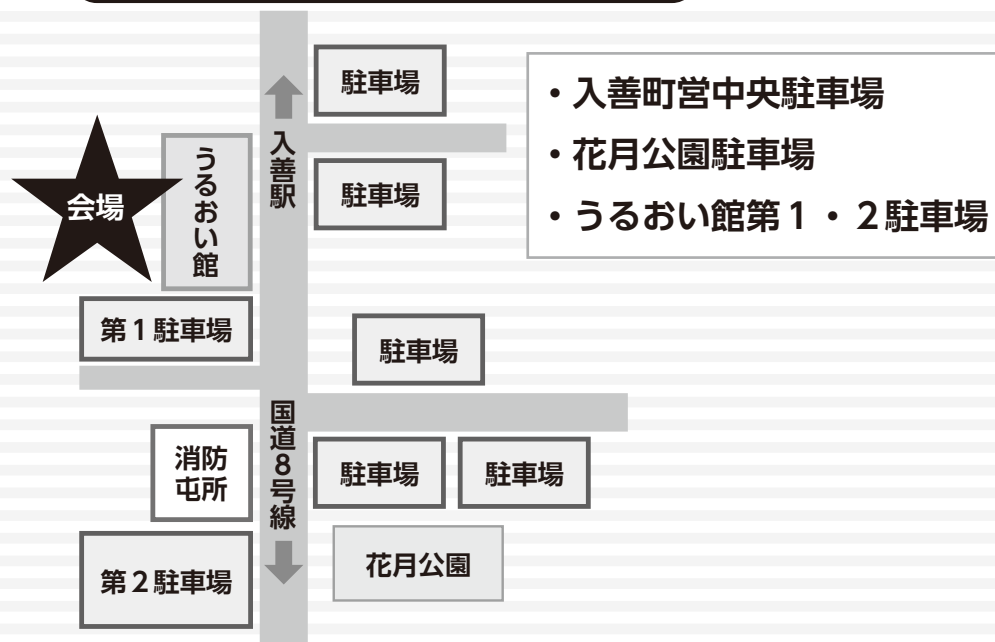 駐車場
・入善町営中央駐車場
・花月公園駐車場
・うるおい館第1・2駐車場
入善駅
うるおい館
会場
駐車場
第1駐車場
駐車場
国道8号線
消防
屯所
駐車場
駐車場
第2駐車場
花月公園